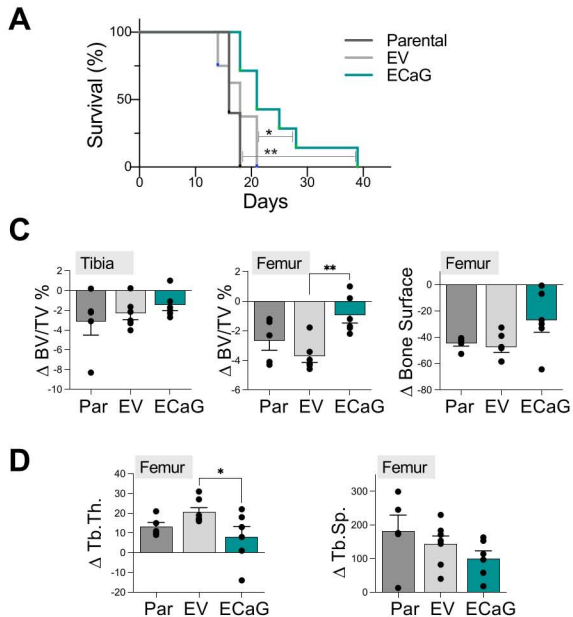 A
Survival (%)
100
50
0
0 10 20 30 40
Days
Parental
EV
ECaG
*
**
C
Tibia
Δ BV/TV %
2
0
-2
-4
-6
-8
-10
Par EV ECaG
Femur
**
Δ BV/TV %
2
0
-2
-4
-6
Par EV ECaG
Femur
Δ Bone Surface
0
-20
-40
-60
-80
Par EV ECaG
D
Femur
*
Δ Tb.Th.
40
30
20
10
0
-10
-20
Par EV ECaG
Femur
Δ Tb.Sp.
300
200
100
0
Par EV ECaG